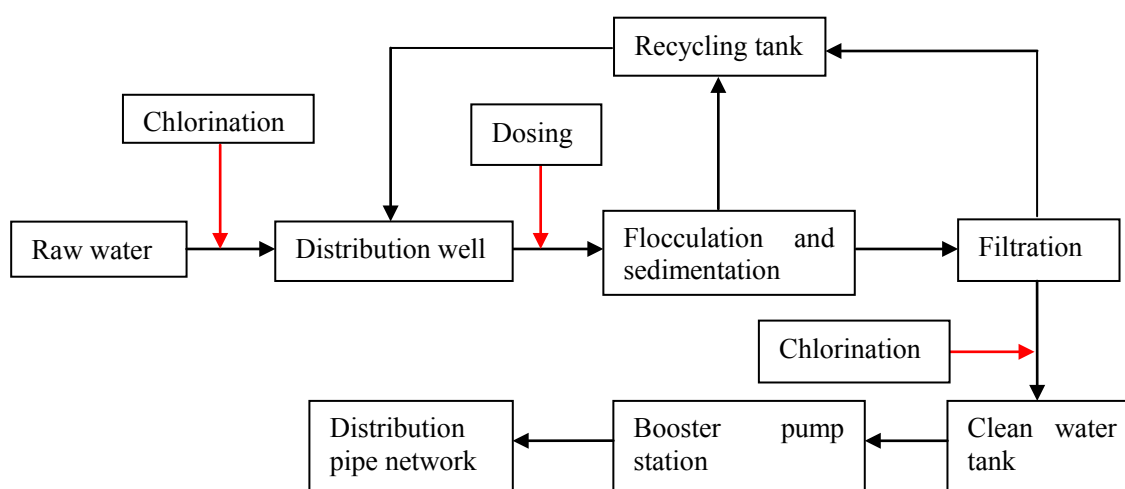 Recycling tank
Chlorination
Dosing
Raw water
Distribution well
Flocculation and
sedimentation
Filtration
Chlorination
Distribution
pipe network
Booster pump
station
Clean water
tank